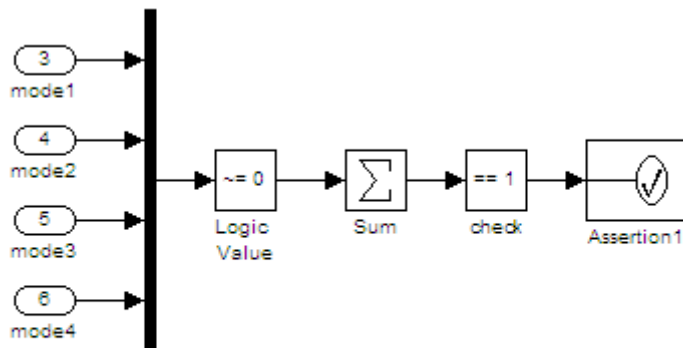 3
mode1
4
mode2
5
mode3
6
mode4
~= 0
Logic
Value
Σ
Sum
== 1
check
Assertion1